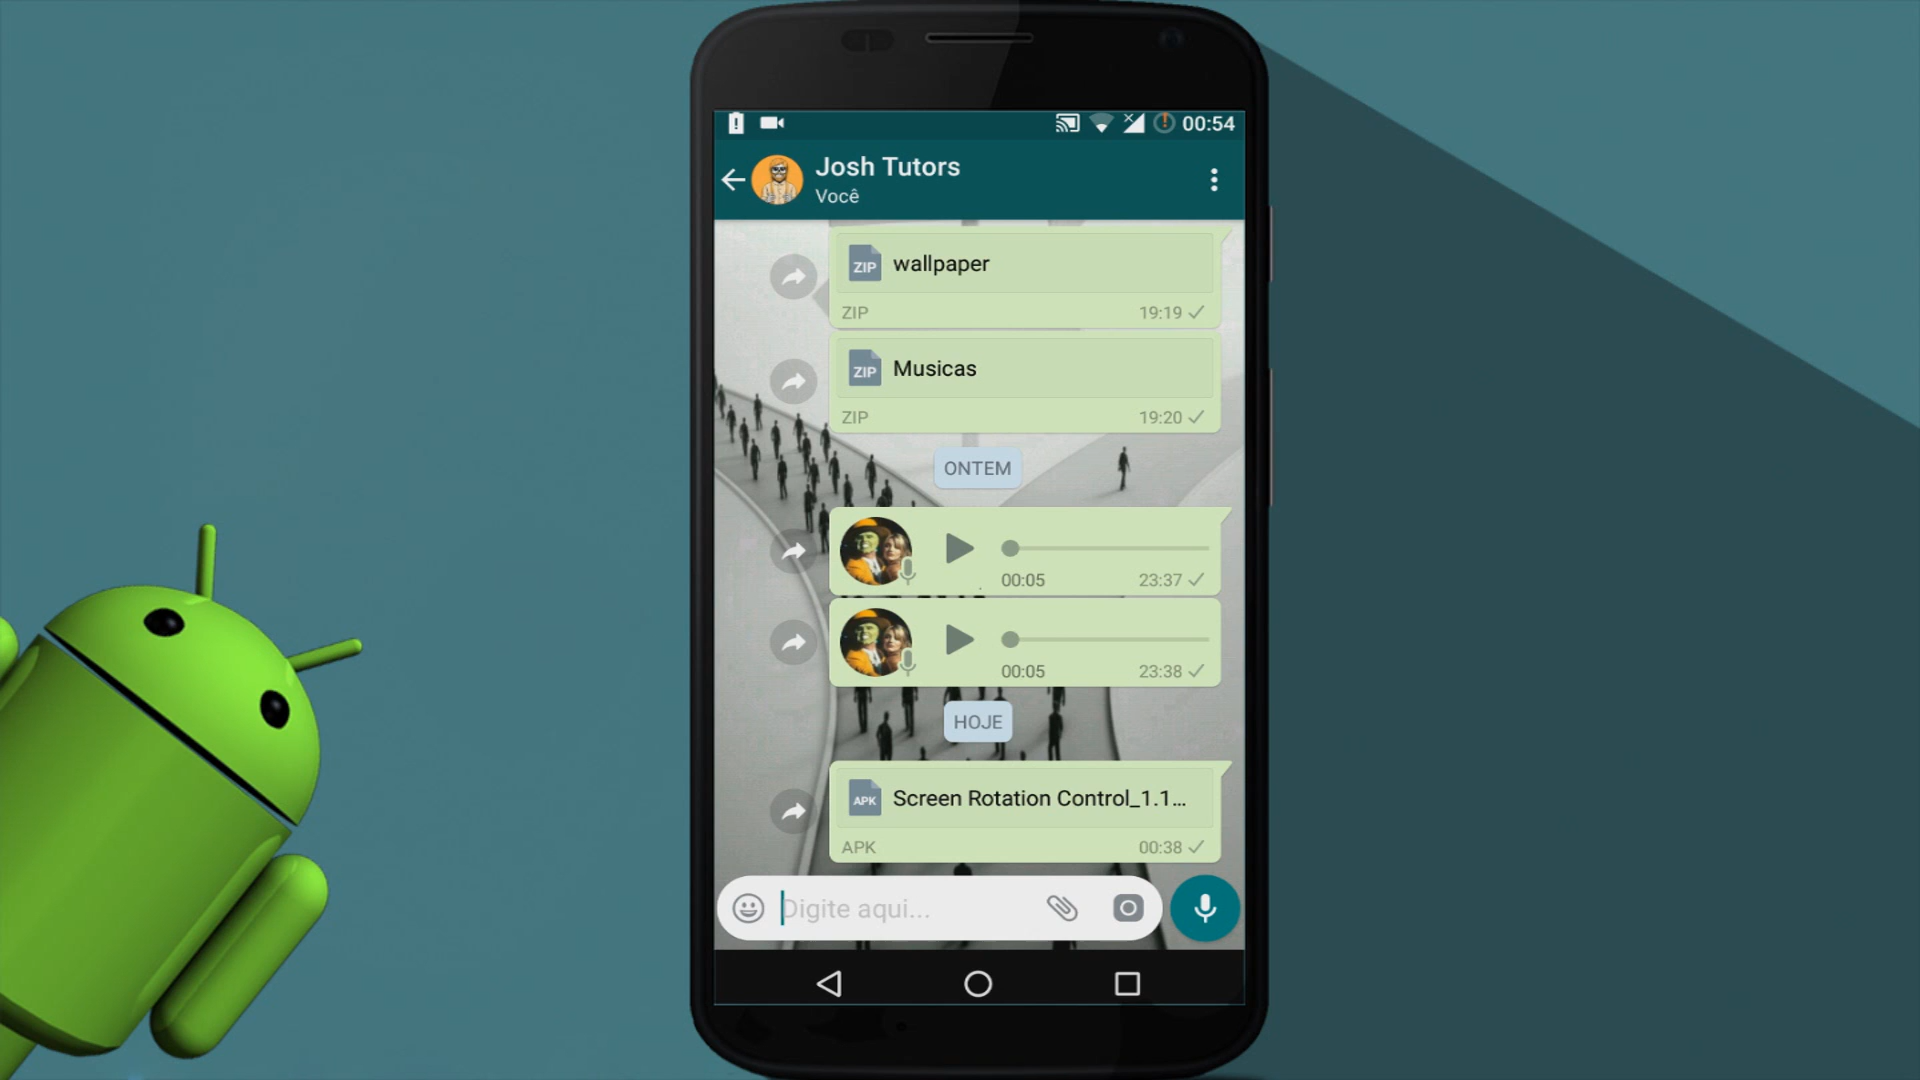 00:54
Josh Tutors
Você
ZIP wallpaper
ZIP 19:19
ZIP Musicas
ZIP 19:20
ONTEM
00:05 23:37
00:05 23:38
HOJE
APK Screen Rotation Control_1.1...
APK 00:38
Digite aqui...